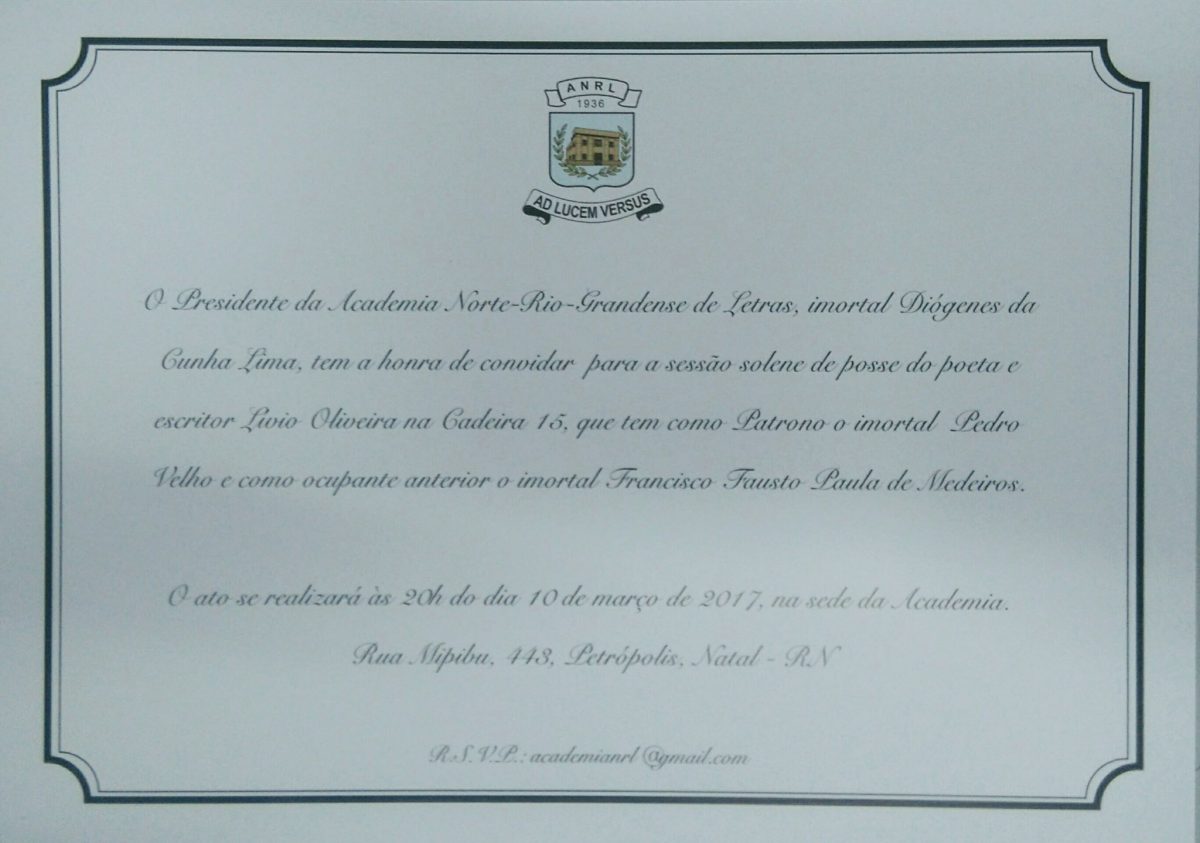 ANRL
1936
AD LUCEM VERSUS
O Presidente da Academia Norte-Rio-Grandense de Letras, imortal Diógenes da
Cunha Lima, tem a honra de convidar para a sessão solene de posse do poeta e
escritor Lívio Oliveira na Cadeira 15, que tem como Patrono o imortal Pedro
Velho e como ocupante anterior o imortal Francisco Fausto Paula de Medeiros.
O ato se realizará às 20h do dia 10 de março de 2017, na sede da Academia.
Rua Mipibu, 443, Petrópolis, Natal - RN
R.S.V.P.: academianrl@gmail.com